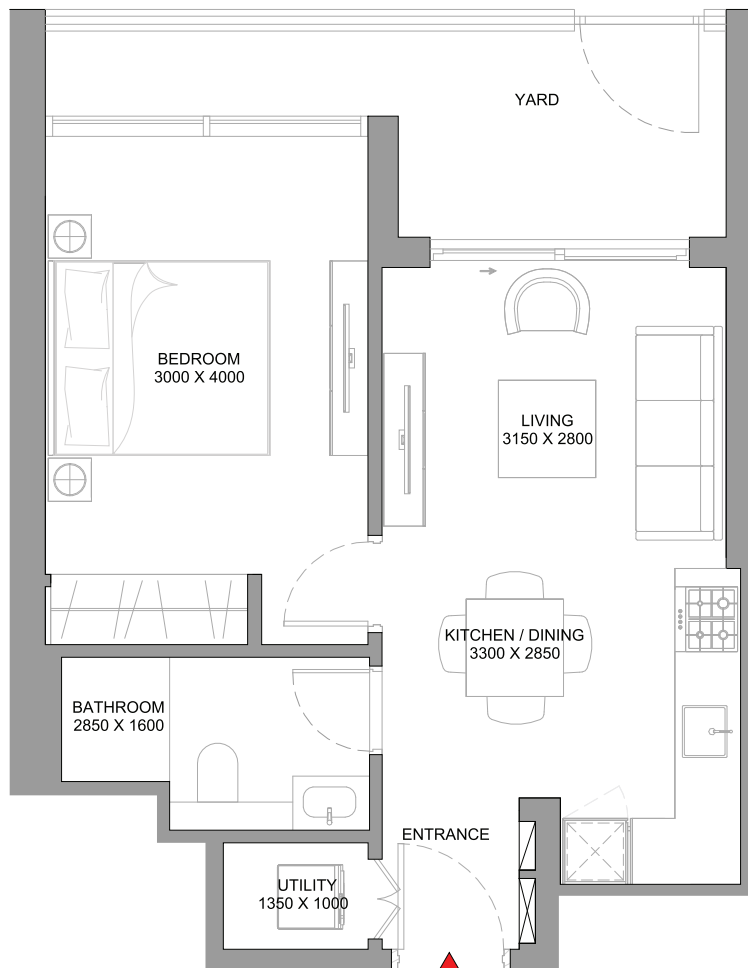 YARD
BEDROOM
3000 X 4000
LIVING
3150 X 2800
KITCHEN / DINING
3300 X 2850
BATHROOM
2850 X 1600
ENTRANCE
UTILITY
1350 X 1000